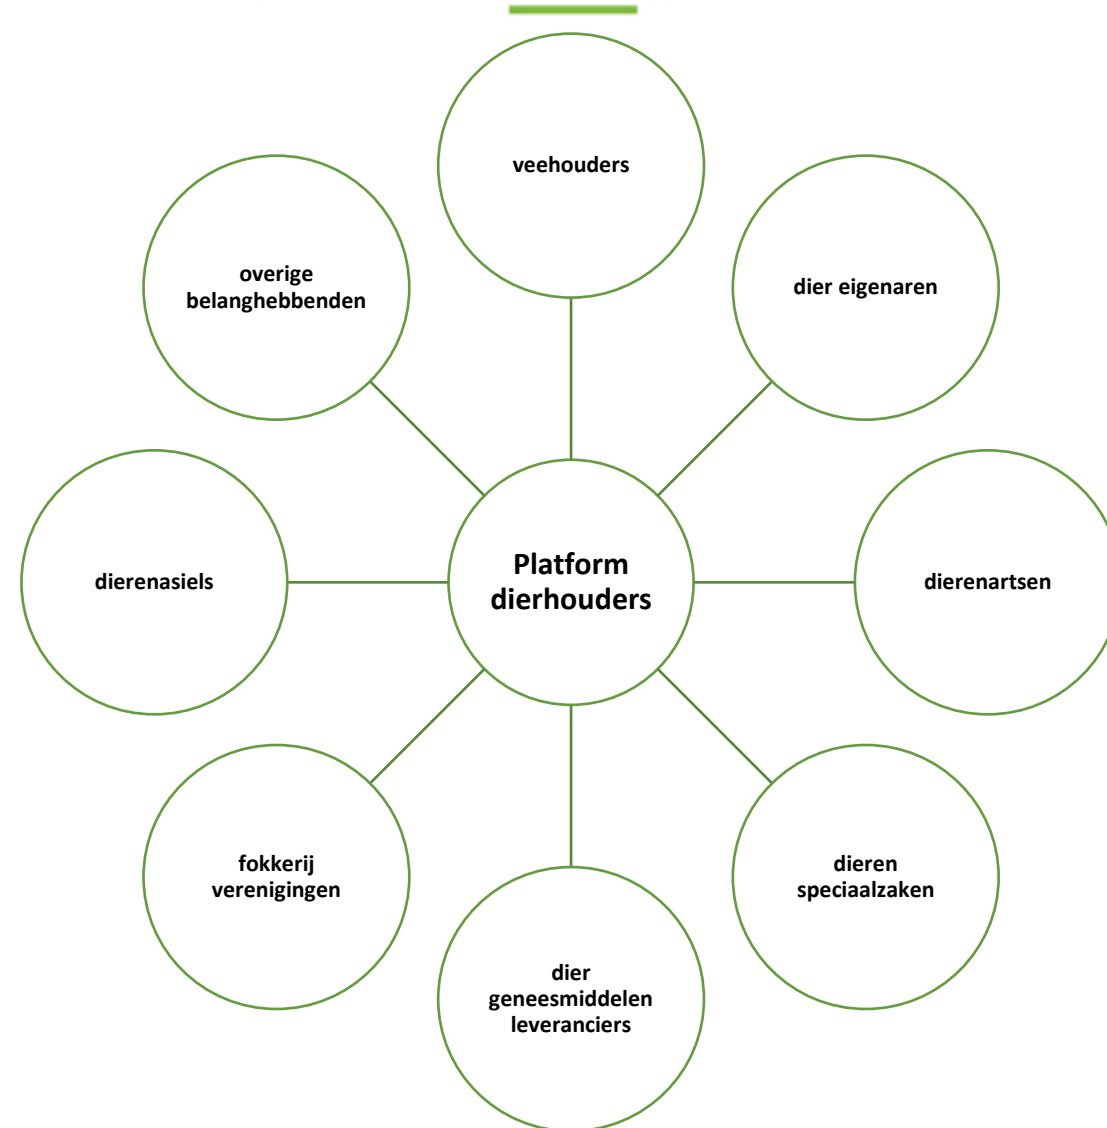 veehouders
overige
belanghebbenden
dier eigenaren
Platform
dierhouders
dierenasiels
dierenartsen
fokkerij
verenigingen
dieren
speciaalzaken
dier
geneesmiddelen
leveranciers